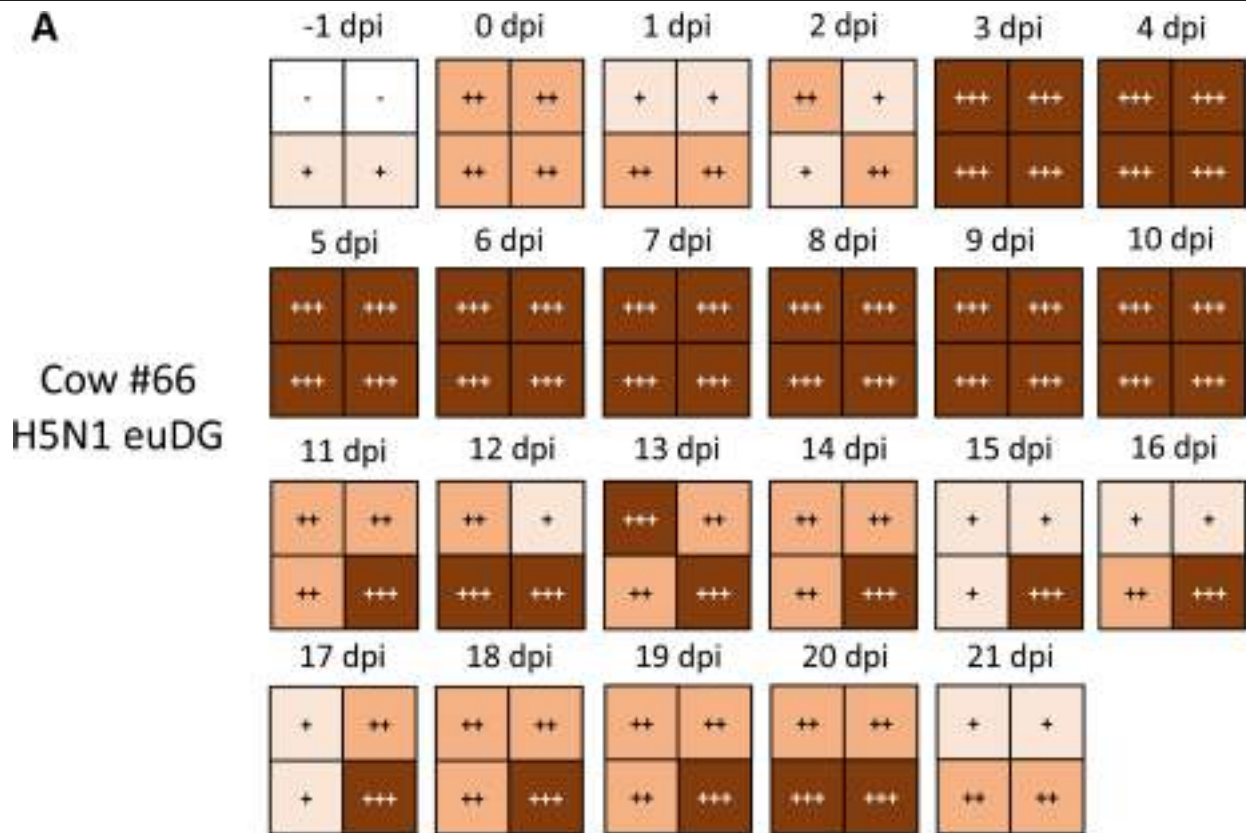 A
-1 dpi 0 dpi 1 dpi 2 dpi 3 dpi 4 dpi
- - ++ ++ + + ++ + +++ +++ +++ +++
+ + ++ ++ ++ ++ + ++ +++ +++ +++ +++
5 dpi 6 dpi 7 dpi 8 dpi 9 dpi 10 dpi
+++ +++ +++ +++ +++ +++ +++ +++ +++ +++ +++ +++
+++ +++ +++ +++ +++ +++ +++ +++ +++ +++ +++ +++
Cow #66
H5N1 euDG
11 dpi 12 dpi 13 dpi 14 dpi 15 dpi 16 dpi
++ ++ ++ + +++ ++ ++ ++ + + + +
++ +++ +++ +++ ++ +++ ++ +++ + +++ ++ +++
17 dpi 18 dpi 19 dpi 20 dpi 21 dpi
+ ++ ++ ++ ++ ++ ++ ++ + +
+ +++ ++ +++ ++ +++ +++ +++ ++ ++